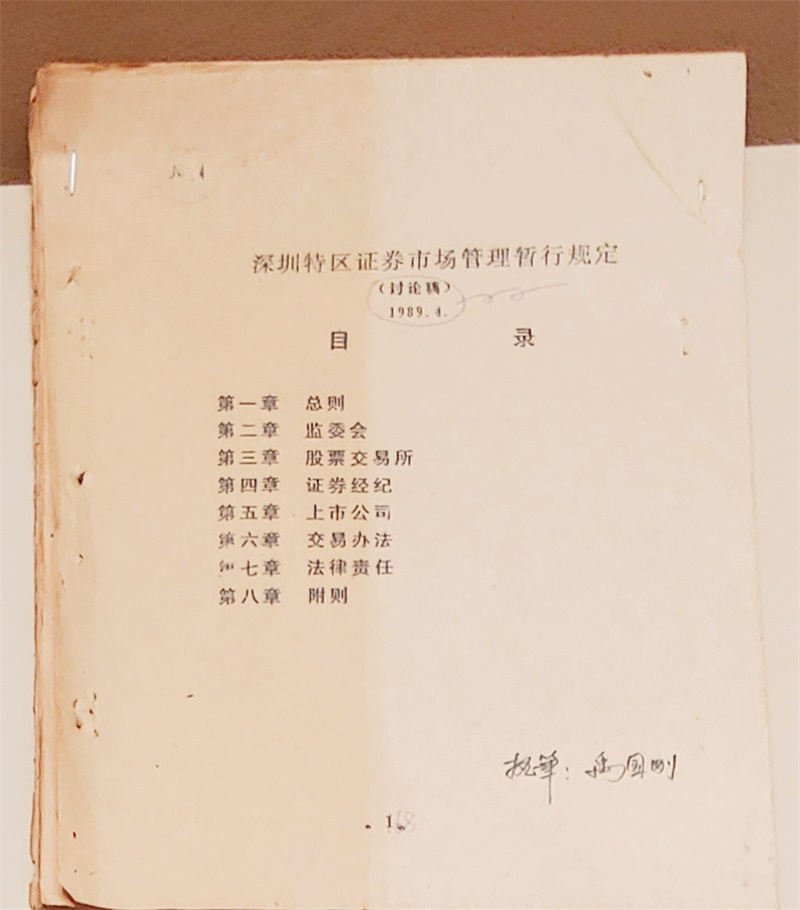 深圳特区证券市场管理暂行规定
（讨论稿）
1989.4.
目 录
第一章 总则
第二章 监委会
第三章 股票交易所
第四章 证券经纪
第五章 上市公司
第六章 交易办法
第七章 法律责任
第八章 附则
执笔：禹国刚
. 1.